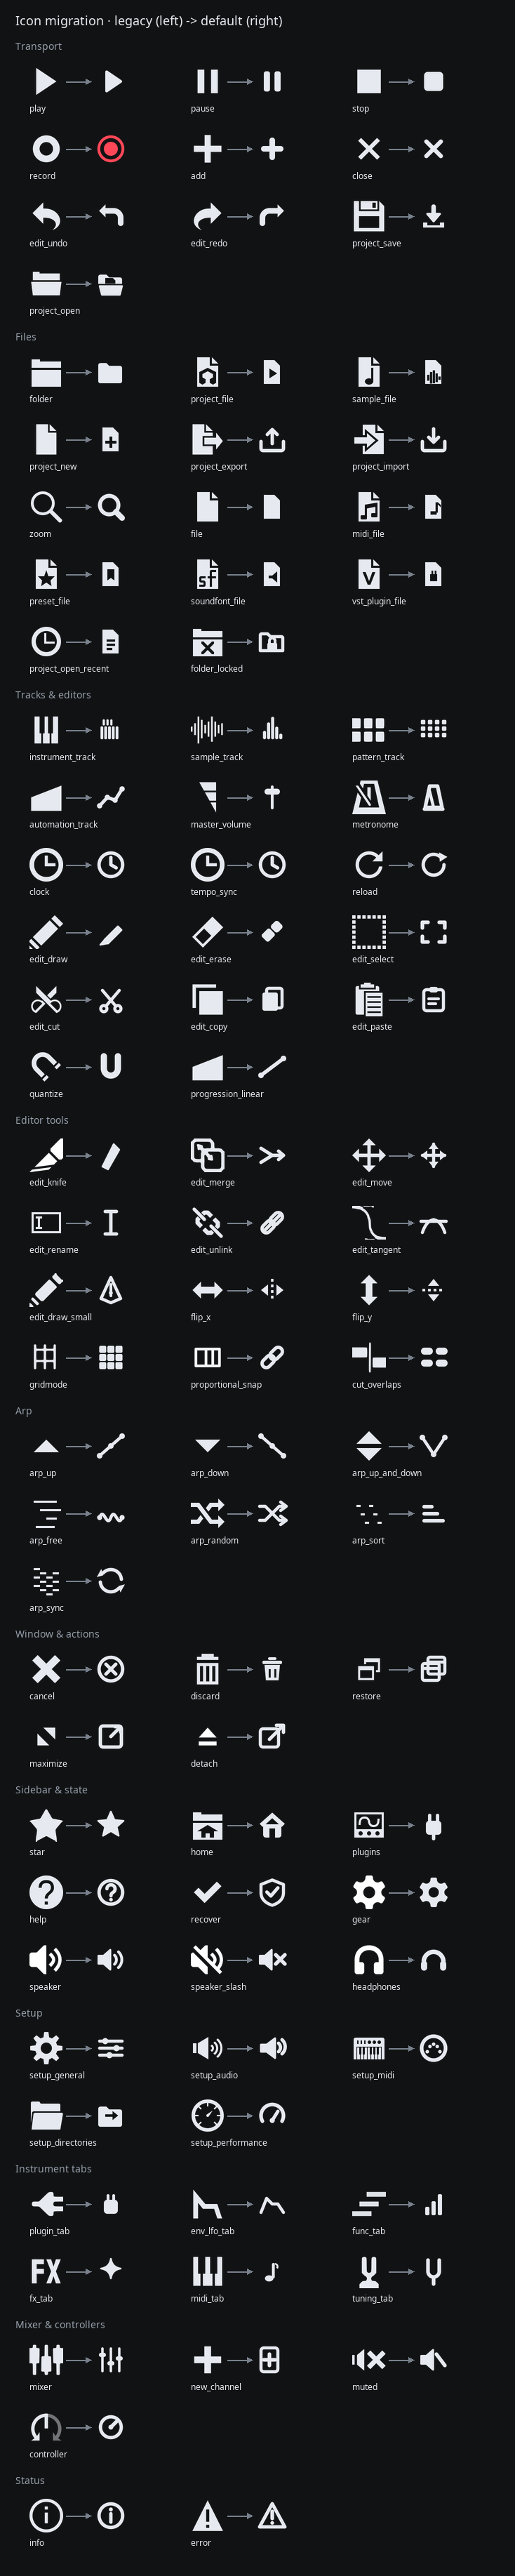 Icon migration · legacy (left) -> default (right)
Transport
play pause stop
record add close
edit_undo edit_redo project_save
project_open
Files
folder project_file sample_file
project_new project_export project_import
zoom file midi_file
preset_file soundfont_file vst_plugin_file
project_open_recent folder_locked
Tracks & editors
instrument_track sample_track pattern_track
automation_track master_volume metronome
clock tempo_sync reload
edit_draw edit_erase edit_select
edit_cut edit_copy edit_paste
quantize progression_linear
Editor tools
edit_knife edit_merge edit_move
edit_rename edit_unlink edit_tangent
edit_draw_small flip_x flip_y
gridmode proportional_snap cut_overlaps
Arp
arp_up arp_down arp_up_and_down
arp_free arp_random arp_sort
arp_sync
Window & actions
cancel discard restore
maximize detach
Sidebar & state
star home plugins
help recover gear
speaker speaker_slash headphones
Setup
setup_general setup_audio setup_midi
setup_directories setup_performance
Instrument tabs
plugin_tab env_lfo_tab func_tab
FX
fx_tab midi_tab tuning_tab
Mixer & controllers
mixer new_channel muted
controller
Status
info error